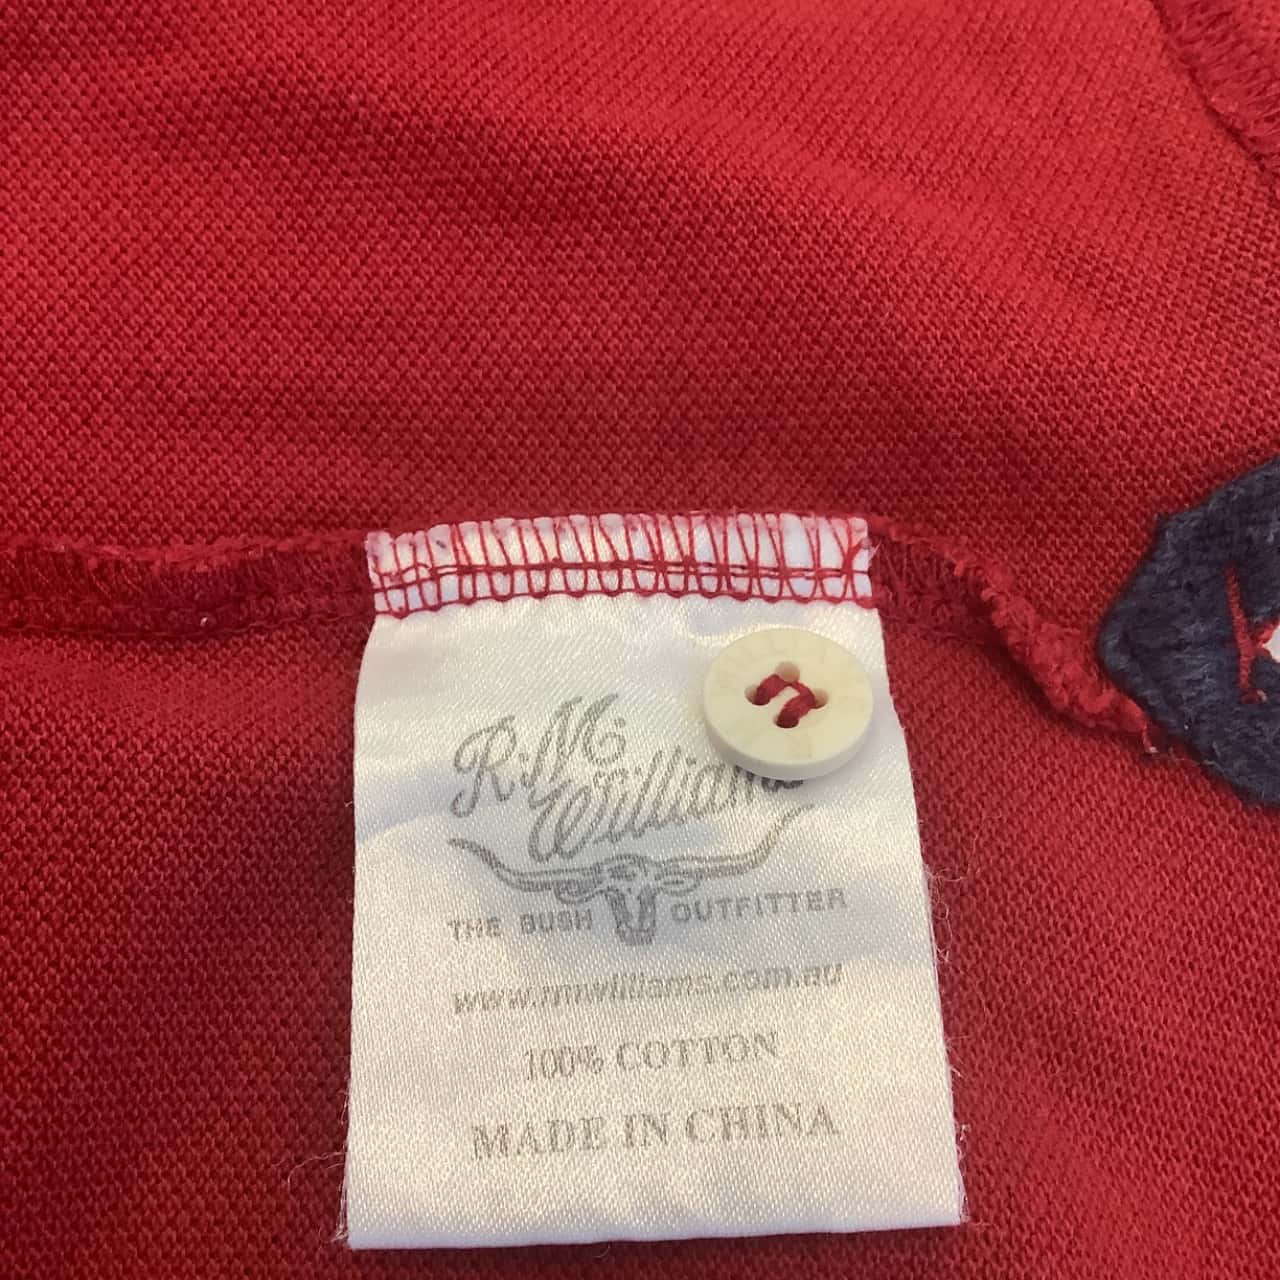 R.M.
Williams
THE BUSH OUTFITTER
www.rmwilliams.com.au
100% COTTON
MADE IN CHINA